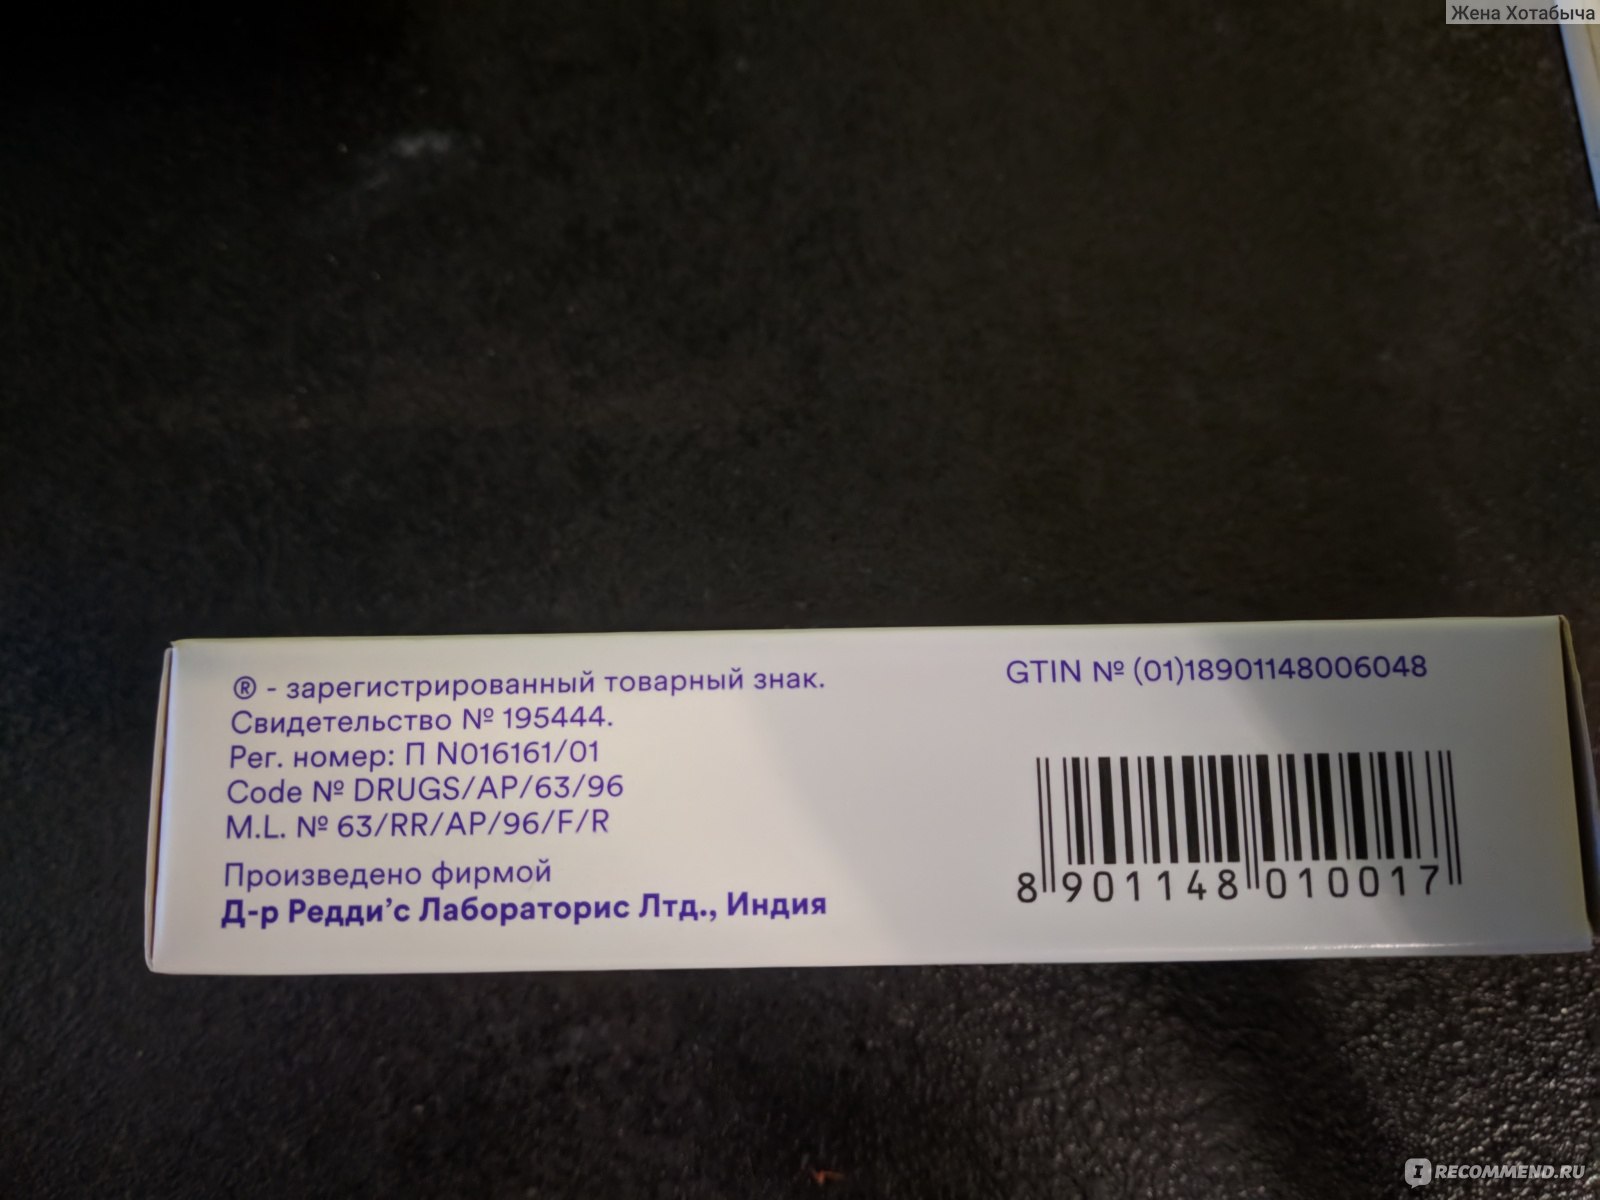 Жена Хотабыча
® - зарегистрированный товарный знак.
Свидетельство № 195444.
Рег. номер: П N016161/01
Code № DRUGS/AP/63/96
M.L. № 63/RR/AP/96/F/R
Произведено фирмой
Д-р Редди’с Лабораторис Лтд., Индия
GTIN № (01)18901148006048
8 901148 010017
IRECOMMEND.RU